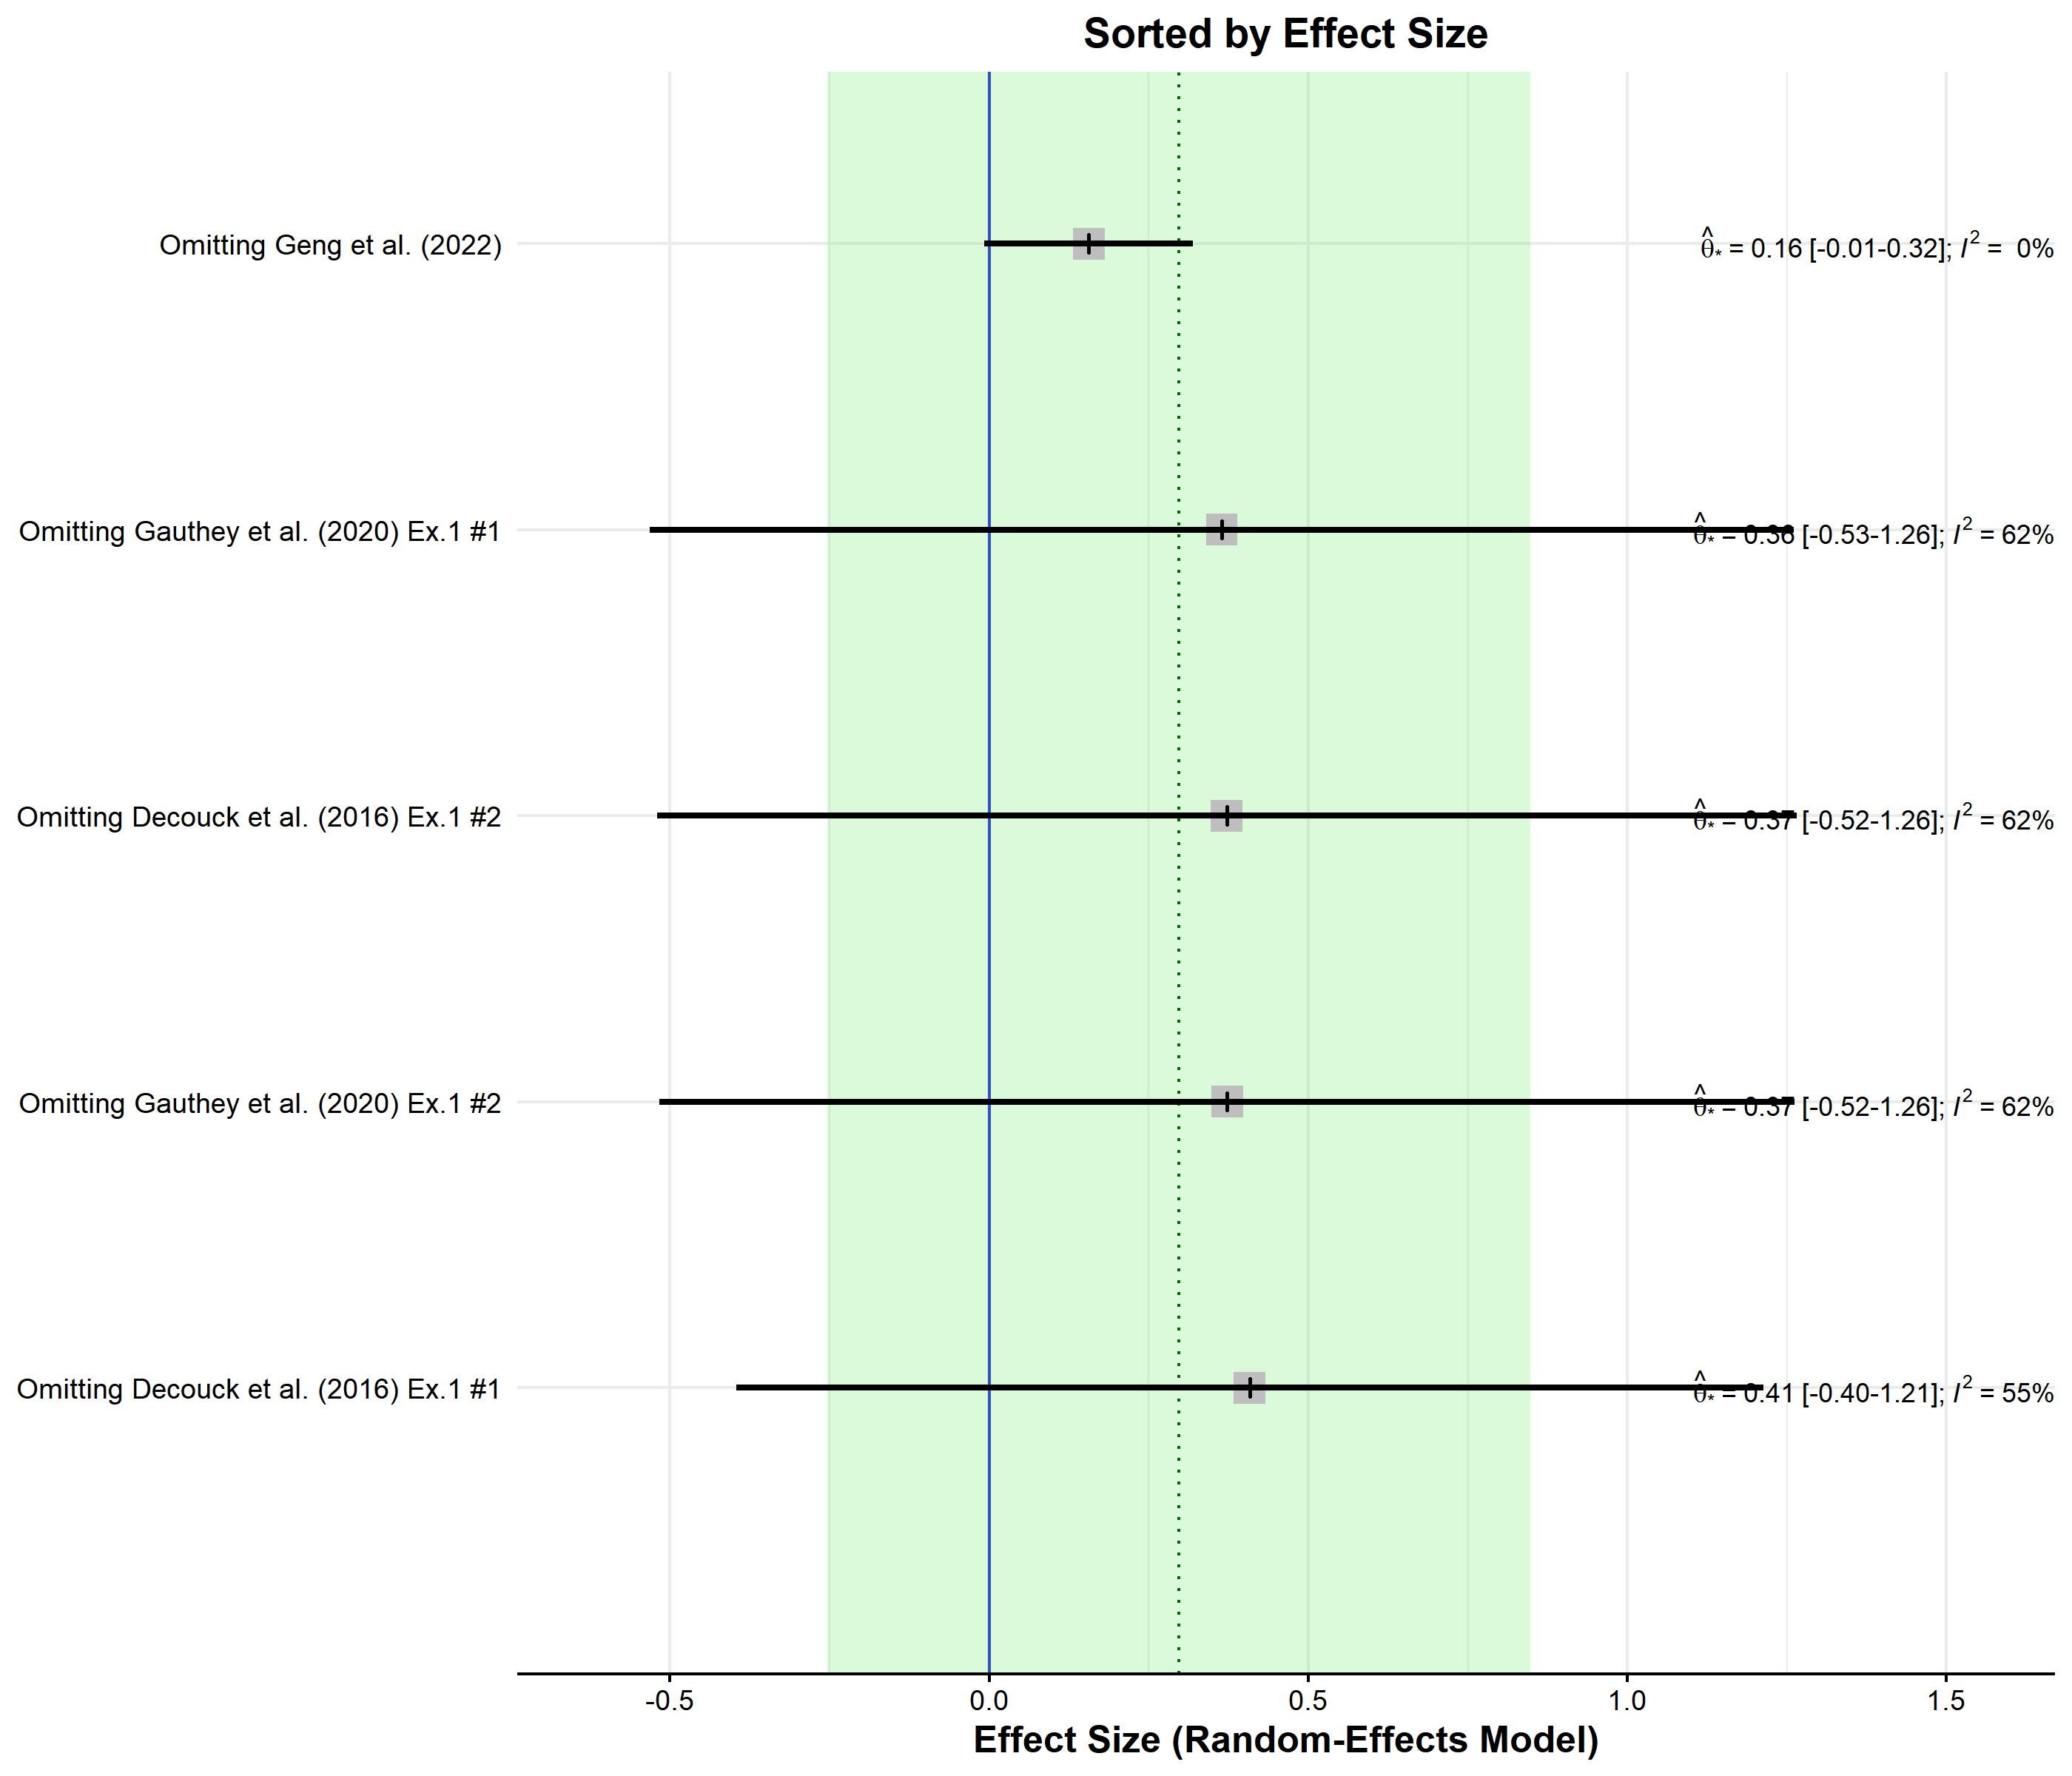 Sorted by Effect Size
Omitting Geng et al. (2022) θ̂* = 0.16 [-0.01-0.32]; I² = 0%
Omitting Gauthey et al. (2020) Ex.1 #1 θ̂* = 0.36 [-0.53-1.26]; I² = 62%
Omitting Decouck et al. (2016) Ex.1 #2 θ̂* = 0.37 [-0.52-1.26]; I² = 62%
Omitting Gauthey et al. (2020) Ex.1 #2 θ̂* = 0.37 [-0.52-1.26]; I² = 62%
Omitting Decouck et al. (2016) Ex.1 #1 θ̂* = 0.41 [-0.40-1.21]; I² = 55%
-0.5 0.0 0.5 1.0 1.5
Effect Size (Random-Effects Model)